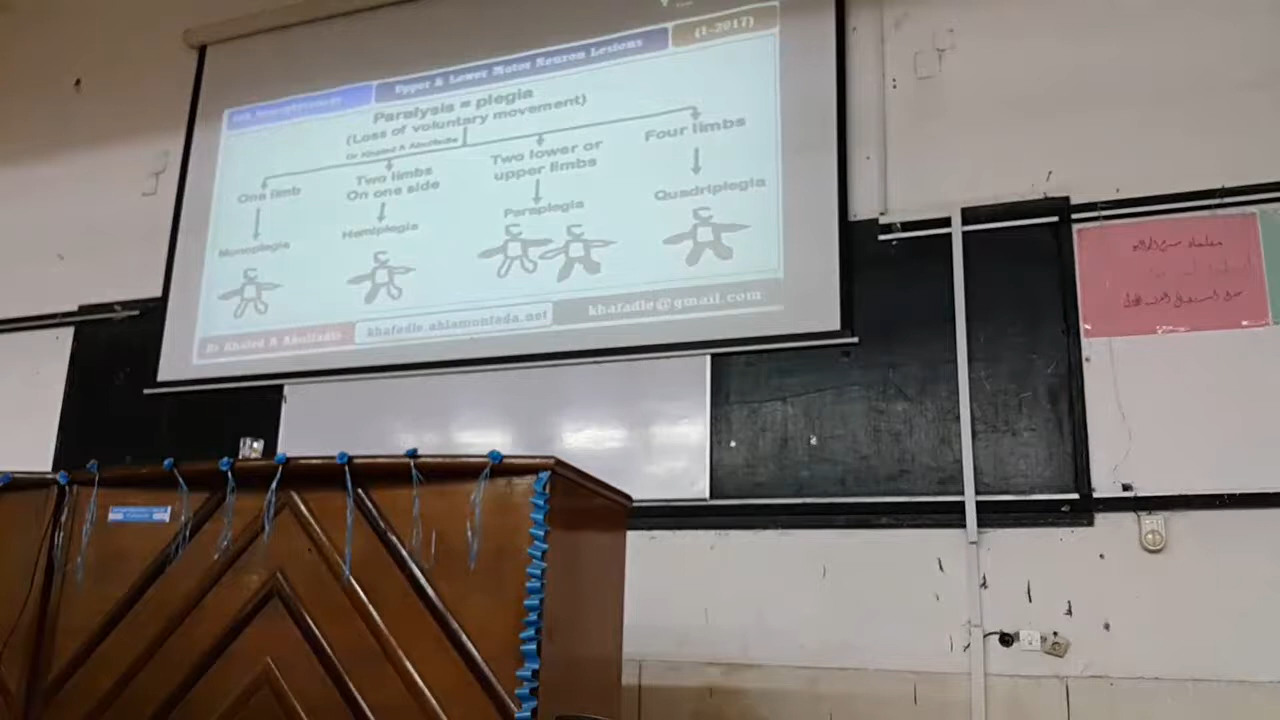 Upper & Lower Motor Neuron Lesions
(1-2017)
Paralysis = plegia
(Loss of voluntary movement)
Dr Khaled A Abulfadle
One limb
Two limbs
On one side
Two lower or
upper limbs
Four limbs
Monoplegia
Hemiplegia
Paraplegia
Quadriplegia
Dr Khaled A Abulfadle
khafadle.ahlamontada.net
khafadle@gmail.com